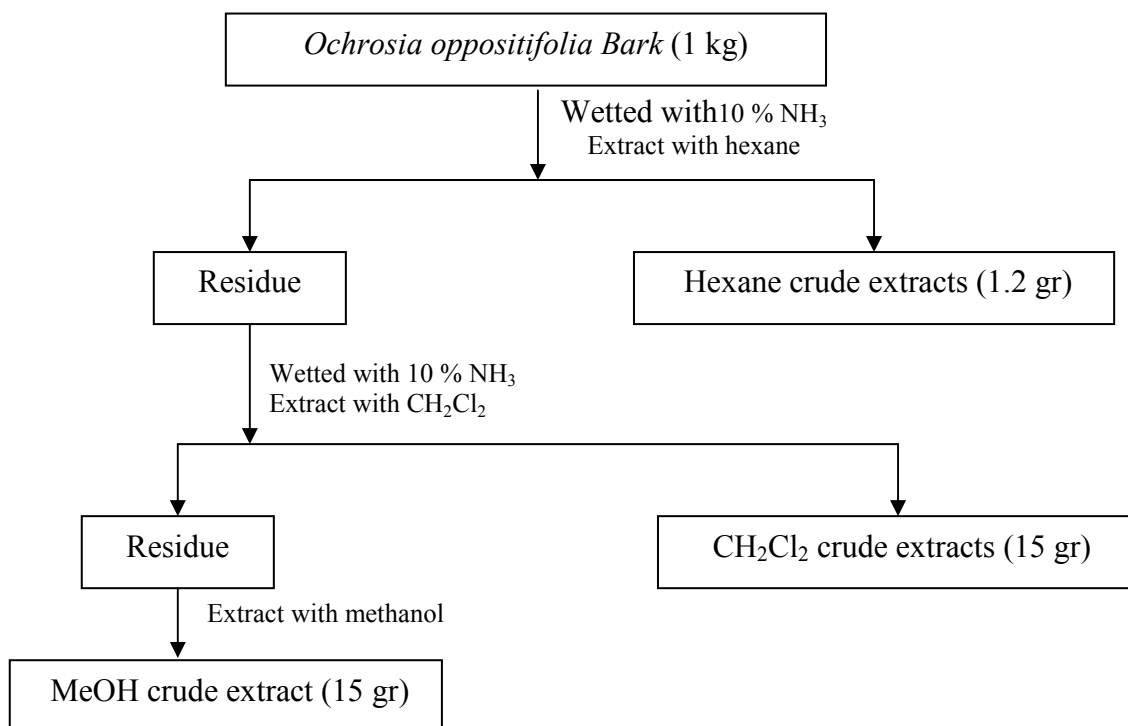 Ochrosia oppositifolia Bark (1 kg)
Wetted with10 % NH₃
Extract with hexane
Residue
Hexane crude extracts (1.2 gr)
Wetted with 10 % NH₃
Extract with CH₂Cl₂
Residue
CH₂Cl₂ crude extracts (15 gr)
Extract with methanol
MeOH crude extract (15 gr)